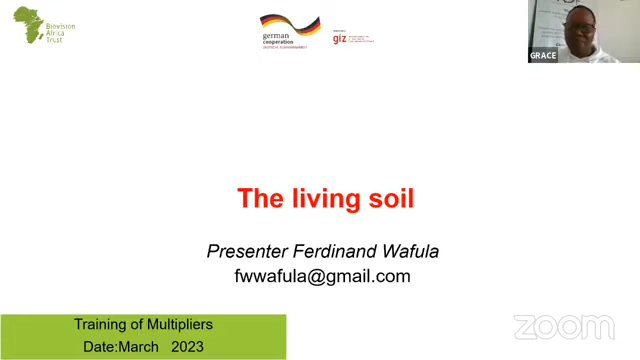 Biovision
Africa
Trust
german
cooperation
giz
GRACE
The living soil
Presenter Ferdinand Wafula
fwwafula@gmail.com
Training of Multipliers
Date:March 2023
zoom